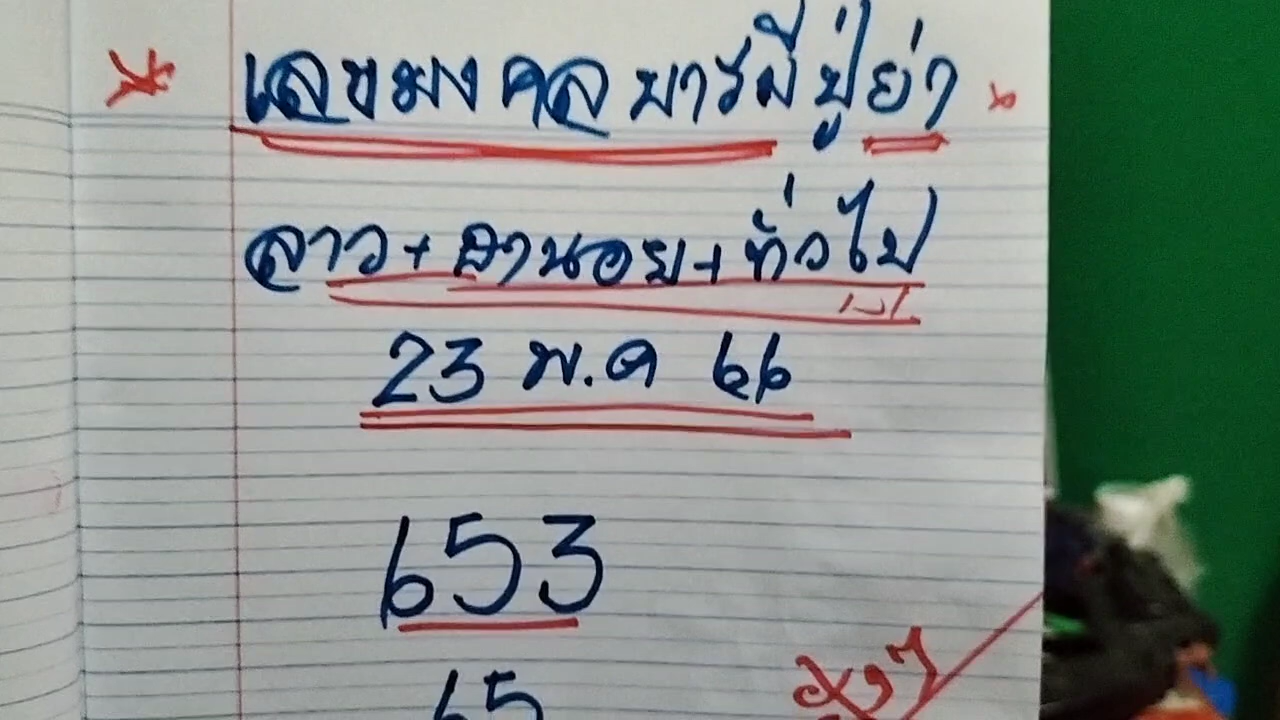 เลขมงคลบารมีปู่ย่า
ลาว+ฮานอย+ทั่วไป
23 พ.ค 66
653
65